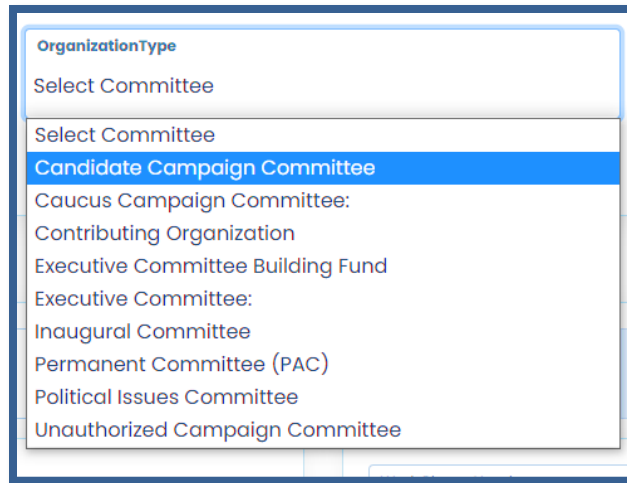 OrganizationType
Select Committee
Select Committee
Candidate Campaign Committee
Caucus Campaign Committee:
Contributing Organization
Executive Committee Building Fund
Executive Committee:
Inaugural Committee
Permanent Committee (PAC)
Political Issues Committee
Unauthorized Campaign Committee